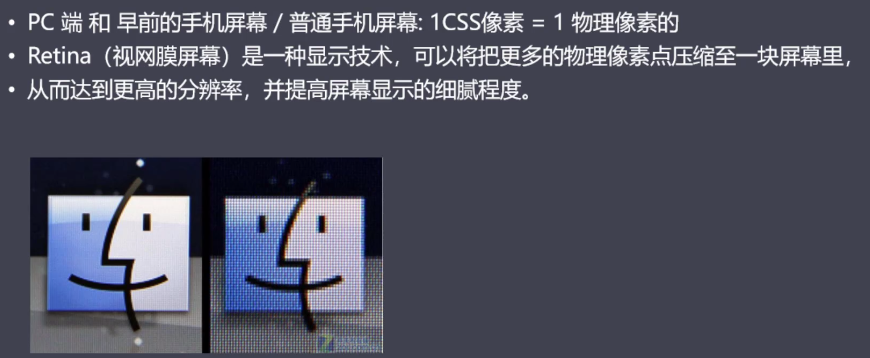 • PC 端 和 早前的手机屏幕 / 普通手机屏幕: 1CSS像素 = 1 物理像素的
• Retina（视网膜屏幕）是一种显示技术，可以将把更多的物理像素点压缩至一块屏幕里，
• 从而达到更高的分辨率，并提高屏幕显示的细腻程度。